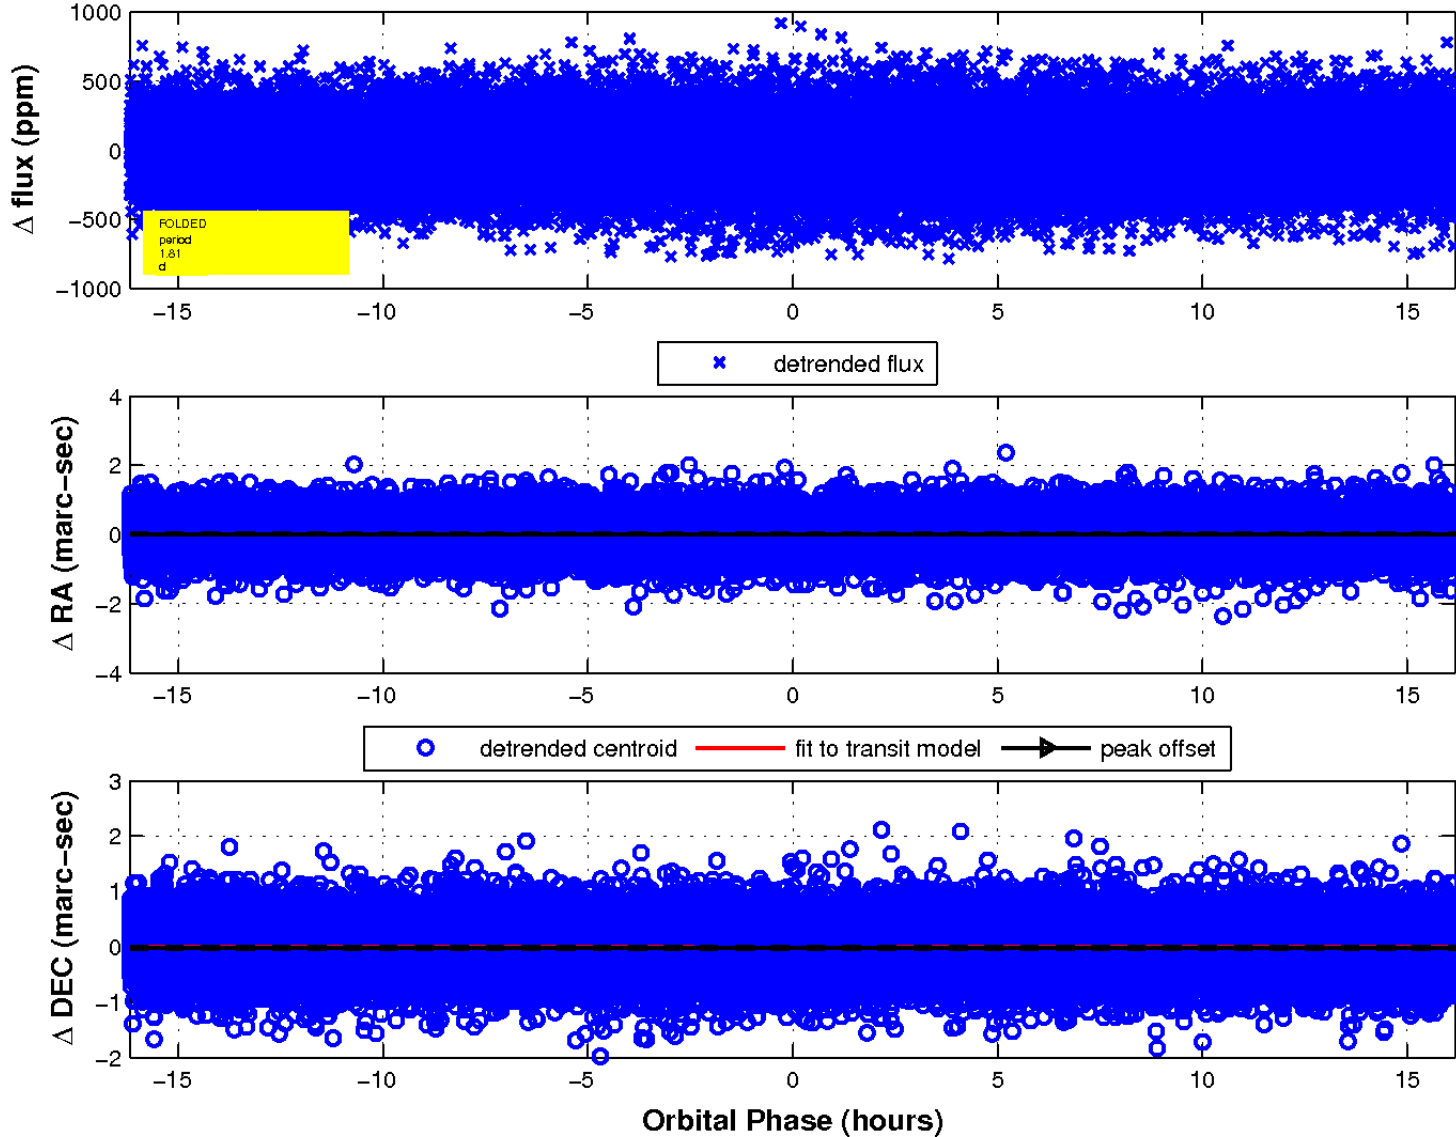 1000
500
0
−500
−1000
Δ flux (ppm)
FOLDED
period
1.81
d
−15 −10 −5 0 5 10 15
detrended flux
4
2
0
−2
−4
Δ RA (marc−sec)
−15 −10 −5 0 5 10 15
detrended centroid fit to transit model peak offset
3
2
1
0
−1
−2
Δ DEC (marc−sec)
−15 −10 −5 0 5 10 15
Orbital Phase (hours)